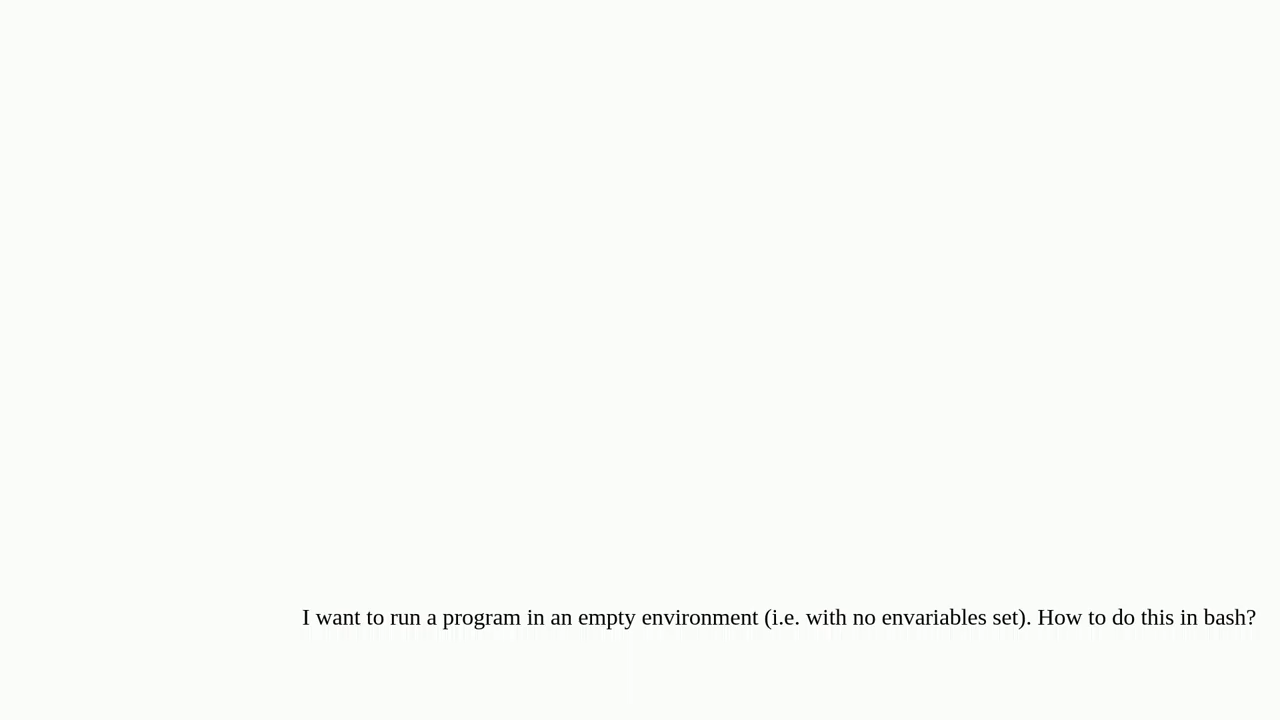 I want to run a program in an empty environment (i.e. with no envariables set). How to do this in bash?